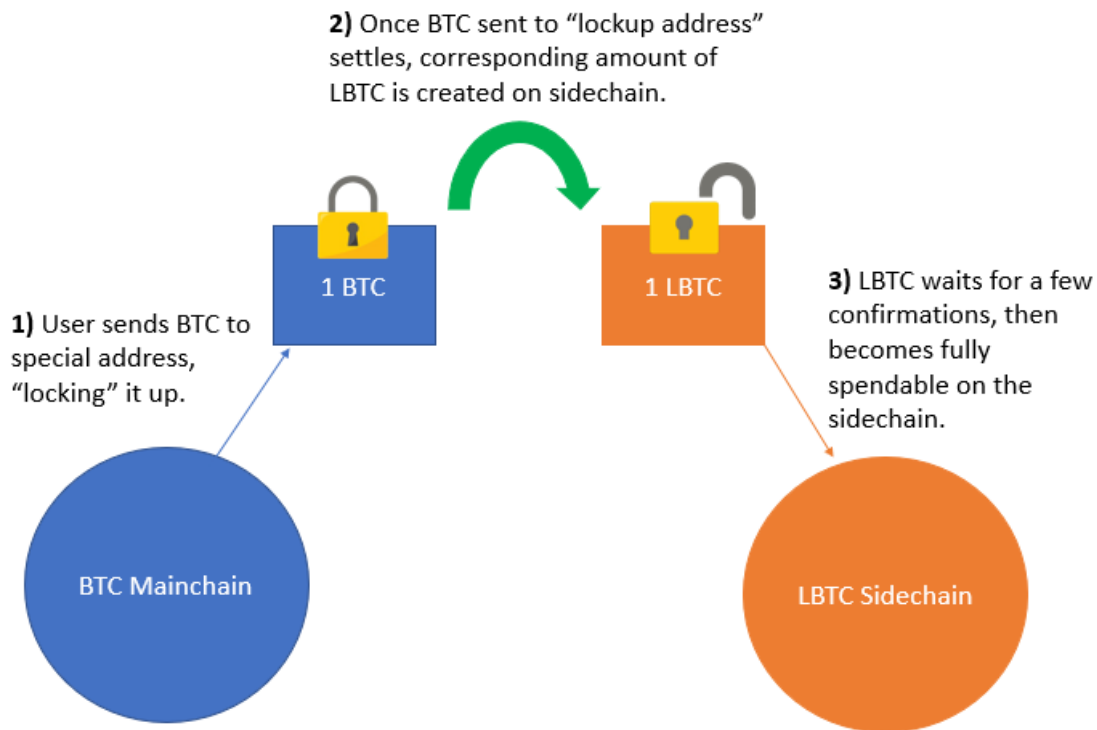 2) Once BTC sent to “lockup address”
settles, corresponding amount of
LBTC is created on sidechain.
1 BTC
1 LBTC
1) User sends BTC to
special address,
“locking” it up.
3) LBTC waits for a few
confirmations, then
becomes fully
spendable on the
sidechain.
BTC Mainchain
LBTC Sidechain